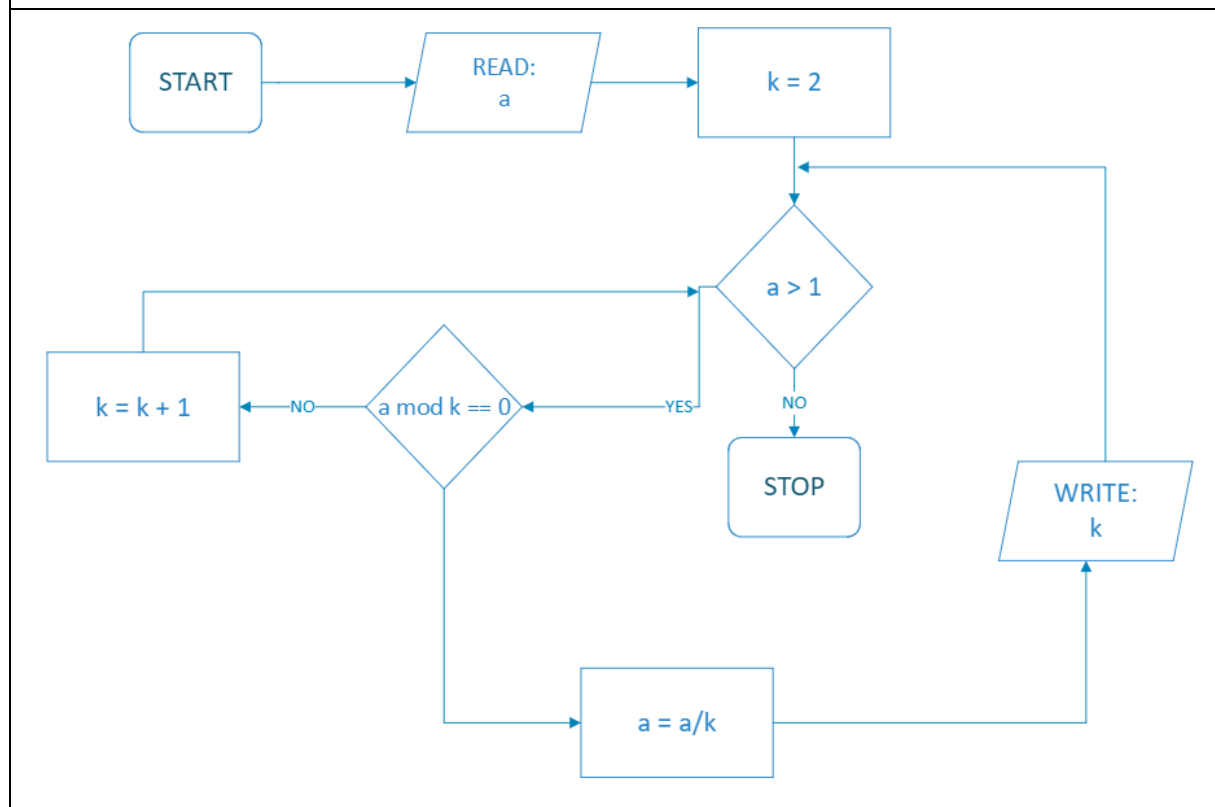 START
READ:
a
k = 2
a > 1
k = k + 1
NO
a mod k == 0
YES
NO
STOP
WRITE:
k
a = a/k